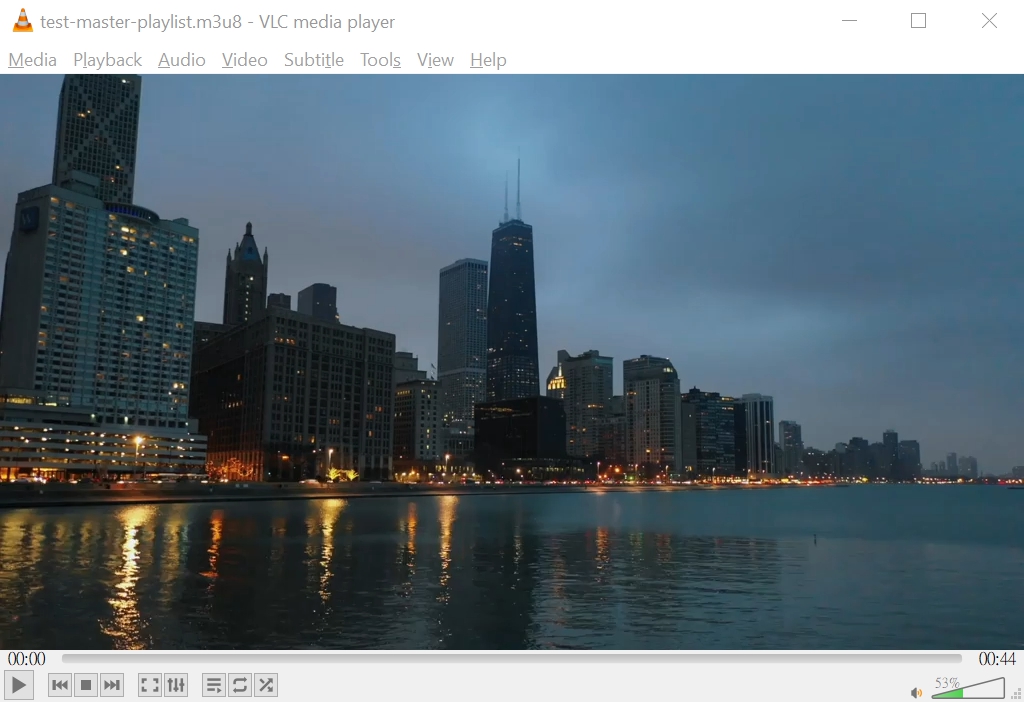 test-master-playlist.m3u8 - VLC media player
Media Playback Audio Video Subtitle Tools View Help
00:00 00:44
53%